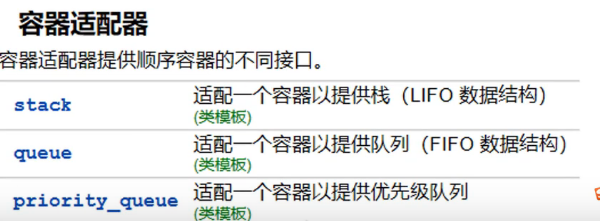 容器适配器
容器适配器提供顺序容器的不同接口。
stack
适配一个容器以提供栈（LIFO 数据结构）
(类模板)
queue
适配一个容器以提供队列（FIFO 数据结构）
(类模板)
priority_queue
适配一个容器以提供优先级队列
(类模板)